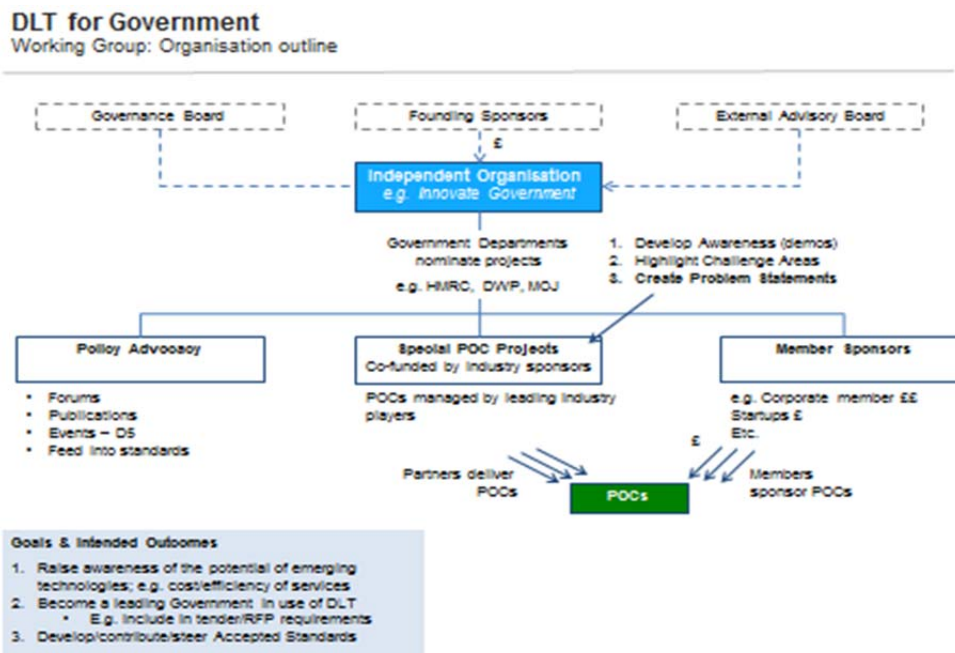 DLT for Government
Working Group: Organisation outline
Governance Board
Founding Sponsors
External Advisory Board
£
Independent Organisation
e.g. Innovate Government
Government Departments
nominate projects
e.g. HMRC, DWP, MOJ
1. Develop Awareness (demos)
2. Highlight Challenge Areas
3. Create Problem Statements
Policy Advocacy
Special POC Projects
Co-funded by Industry sponsors
Member Sponsors
• Forums
• Publications
• Events – D5
• Feed into standards
POCs managed by leading Industry
players
e.g. Corporate member ££
Startups £
Etc.
£
Partners deliver
POCs
POCs
Members
sponsor POCs
Goals & Intended Outcomes
1. Raise awareness of the potential of emerging
technologies; e.g. cost/efficiency of services
2. Become a leading Government in use of DLT
• E.g. Include in tender/RFP requirements
3. Develop/contribute/steer Accepted Standards